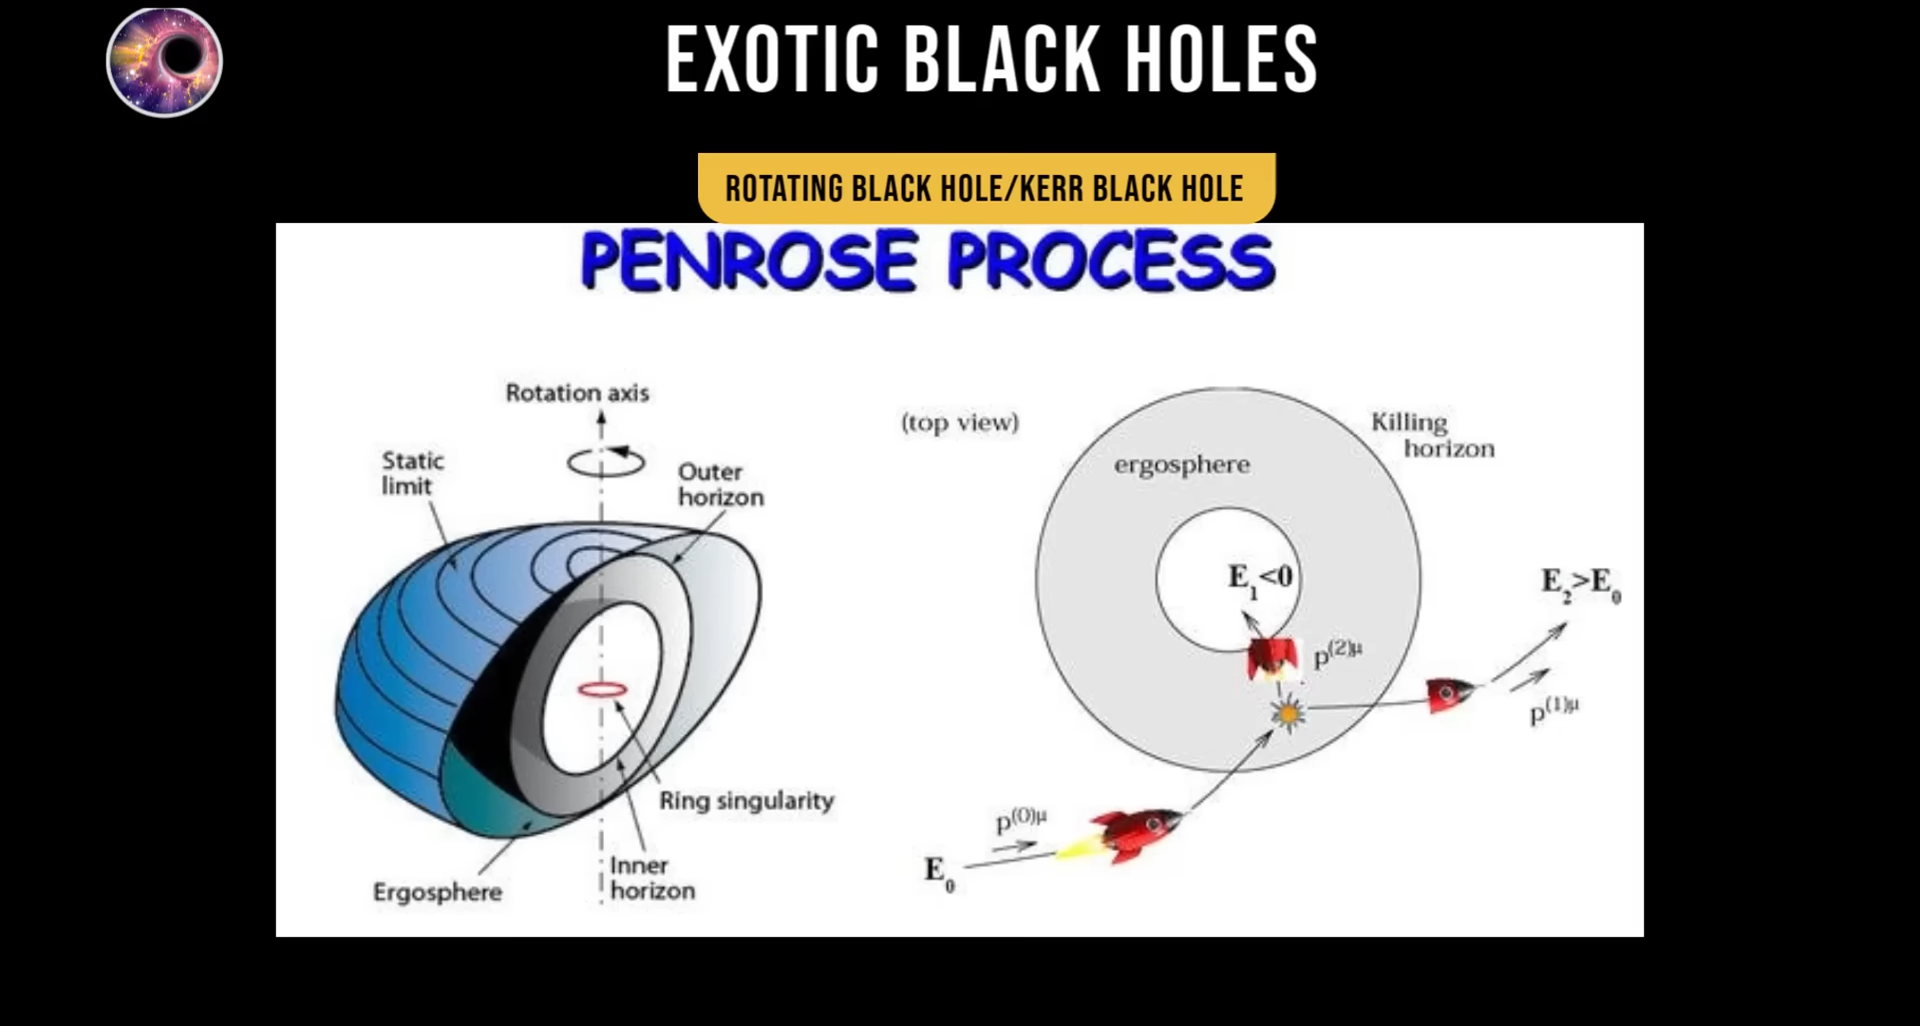 EXOTIC BLACK HOLES
ROTATING BLACK HOLE/KERR BLACK HOLE
PENROSE PROCESS
Rotation axis
Static
limit
Outer
horizon
Ring singularity
Inner
horizon
Ergosphere
(top view)
Killing
horizon
ergosphere
E₁<0
E₂>E₀
p⁽²⁾μ
p⁽¹⁾μ
p⁽⁰⁾μ
E₀